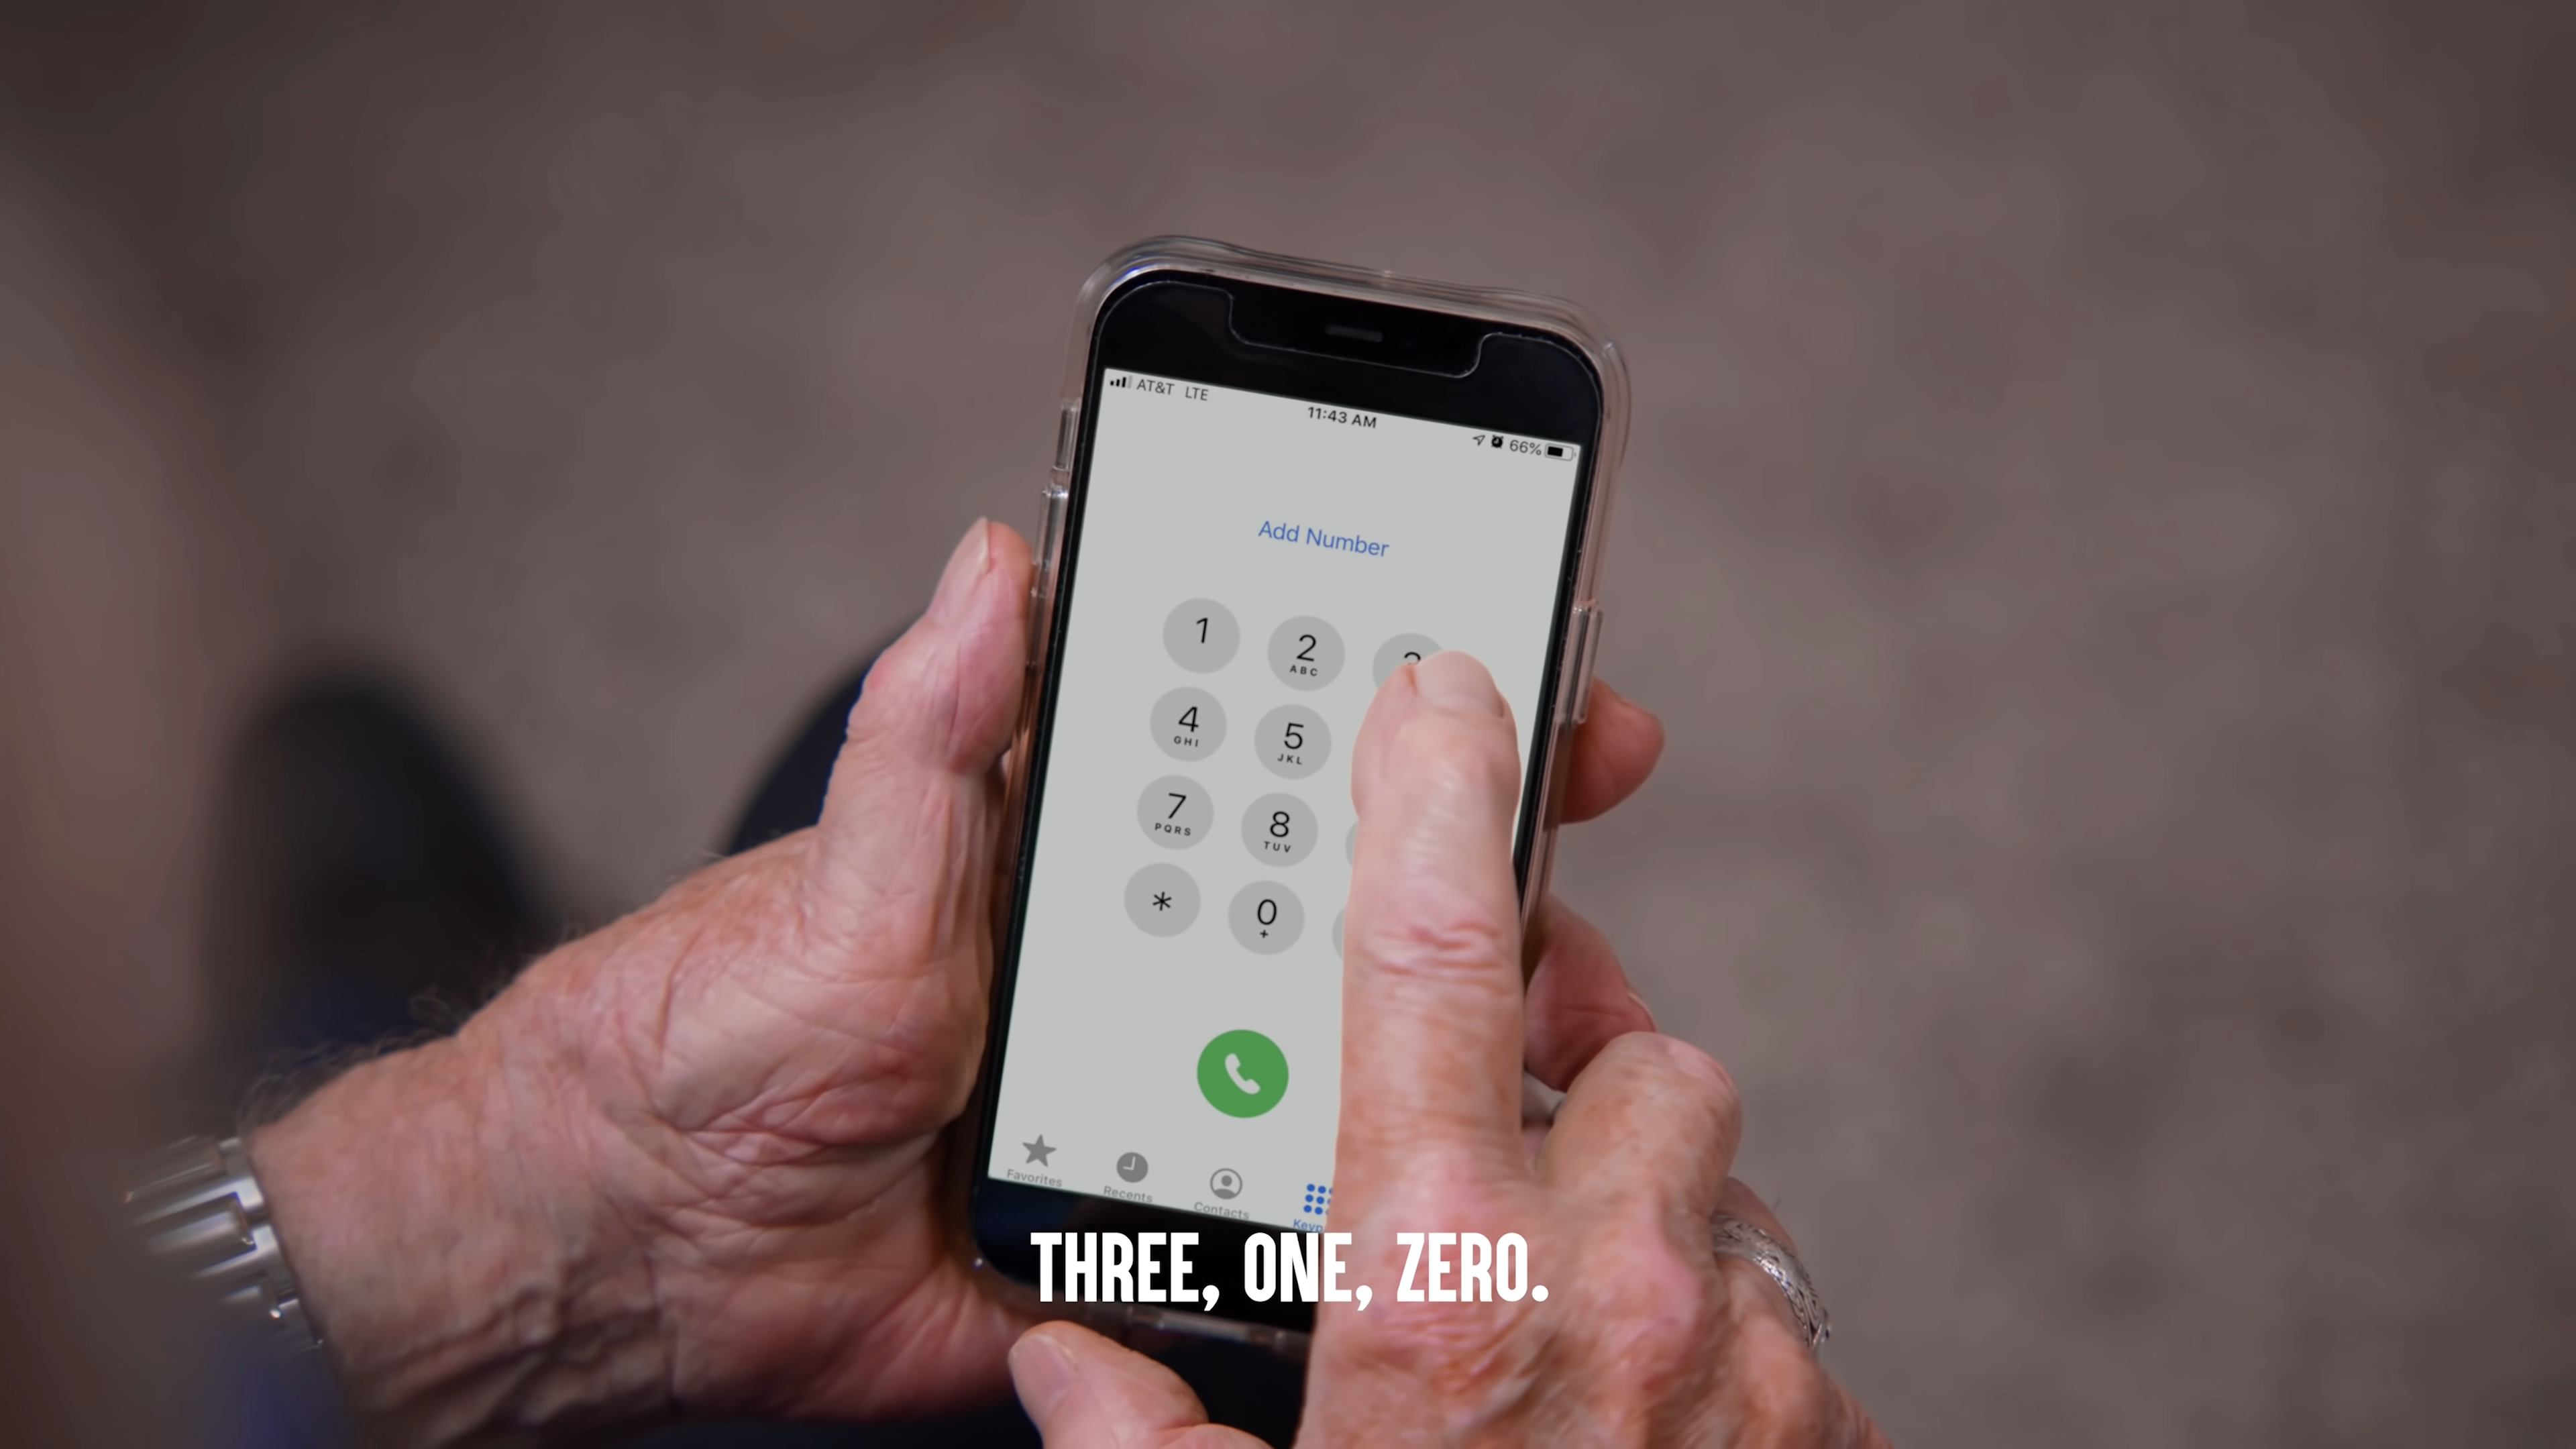 AT&T LTE
11:43 AM
66%
Add Number
1
2
ABC
4
GHI
5
JKL
7
PQRS
8
TUV
*
0
+
Favorites
Recents
Contacts
THREE, ONE, ZERO.